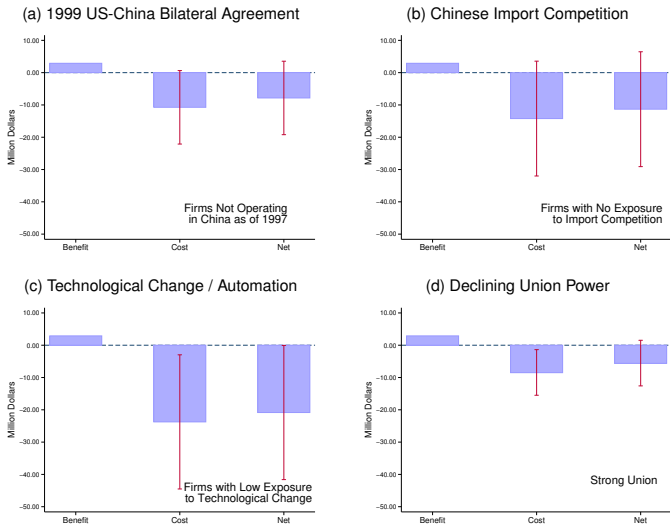 (a) 1999 US-China Bilateral Agreement
10.00
0.00
-10.00
-20.00
-30.00
-40.00
-50.00
Million Dollars
Firms Not Operating
in China as of 1997
Benefit Cost Net
(b) Chinese Import Competition
10.00
0.00
-10.00
-20.00
-30.00
-40.00
-50.00
Million Dollars
Firms with No Exposure
to Import Competition
Benefit Cost Net
(c) Technological Change / Automation
10.00
0.00
-10.00
-20.00
-30.00
-40.00
-50.00
Million Dollars
Firms with Low Exposure
to Technological Change
Benefit Cost Net
(d) Declining Union Power
10.00
0.00
-10.00
-20.00
-30.00
-40.00
-50.00
Million Dollars
Strong Union
Benefit Cost Net